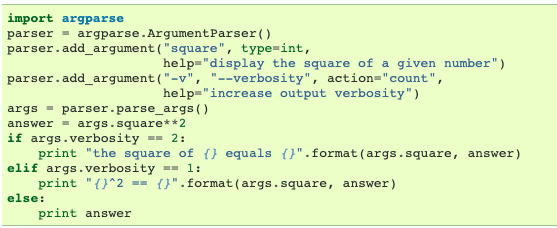 import argparse
parser = argparse.ArgumentParser()
parser.add_argument("square", type=int,
                    help="display the square of a given number")
parser.add_argument("-v", "--verbosity", action="count",
                    help="increase output verbosity")
args = parser.parse_args()
answer = args.square**2
if args.verbosity == 2:
    print "the square of {} equals {}".format(args.square, answer)
elif args.verbosity == 1:
    print "{}^2 == {}".format(args.square, answer)
else:
    print answer